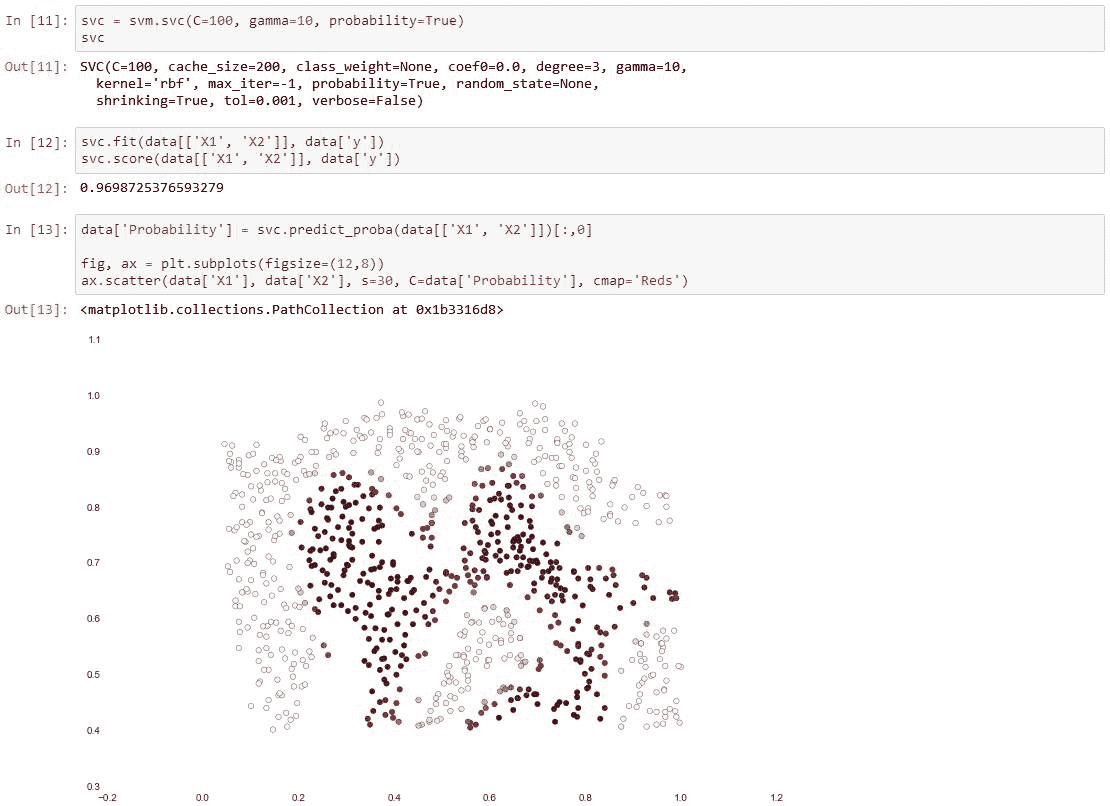 In [11]: svc = svm.svc(C=100, gamma=10, probability=True)
svc
Out[11]: SVC(C=100, cache_size=200, class_weight=None, coef0=0.0, degree=3, gamma=10,
kernel='rbf', max_iter=-1, probability=True, random_state=None,
shrinking=True, tol=0.001, verbose=False)
In [12]: svc.fit(data[['X1', 'X2']], data['y'])
svc.score(data[['X1', 'X2']], data['y'])
Out[12]: 0.9698725376593279
In [13]: data['Probability'] = svc.predict_proba(data[['X1', 'X2']])[:,0]
fig, ax = plt.subplots(figsize=(12,8))
ax.scatter(data['X1'], data['X2'], s=30, C=data['Probability'], cmap='Reds')
Out[13]: <matplotlib.collections.PathCollection at 0x1b3316d8>
1.1
1.0
0.9
0.8
0.7
0.6
0.5
0.4
0.3
−0.2 0.0 0.2 0.4 0.6 0.8 1.0 1.2